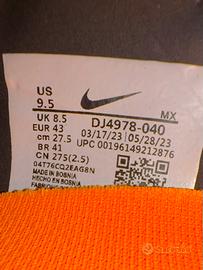 US
9.5
MX
UK 8.5
EUR 43
cm 27.5
BR 41
CN 275(2.5)
DJ4978-040
03/17/23 05/28/23
UPC 00196149212876
04T76CQ2EAG8N
MADE IN BOSNIA
HECHO EN BOSNIA
subito